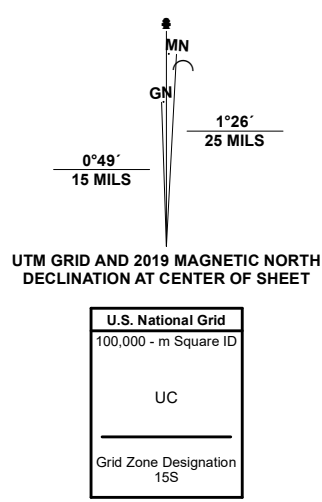 MN
GN
1°26´
25 MILS
0°49´
15 MILS
UTM GRID AND 2019 MAGNETIC NORTH
DECLINATION AT CENTER OF SHEET
U.S. National Grid
100,000 - m Square ID
UC
Grid Zone Designation
15S